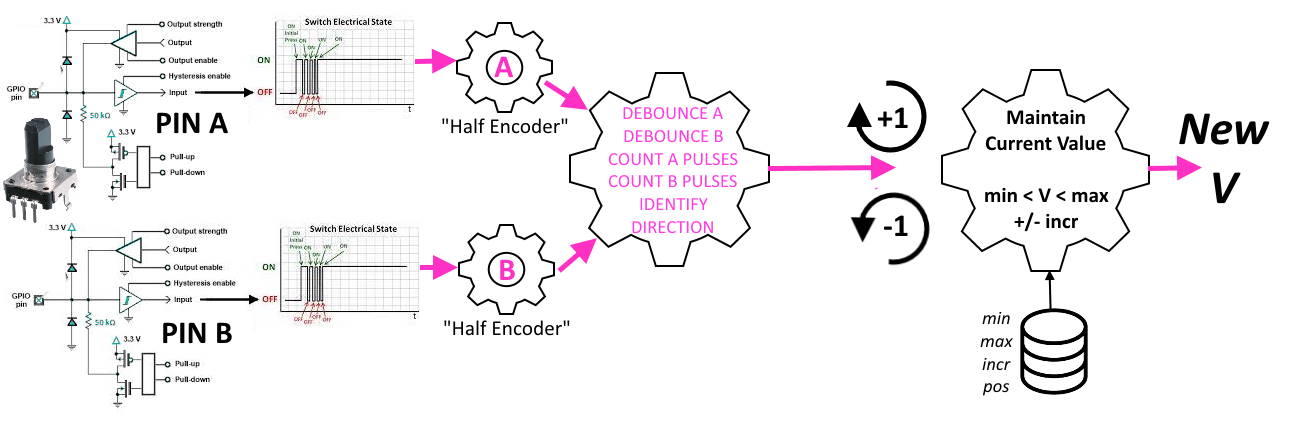 3.3 V
Output strength
Output
Output enable
Hysteresis enable
GPIO
pin
Input
50 kΩ
PIN A
3.3 V
Pull-up
Pull-down
Switch Electrical State
ON
Initial
Press
ON
ON
ON
ON
ON
OFF
OFF
OFF
OFF
OFF
t
A
"Half Encoder"
3.3 V
Output strength
Output
Output enable
Hysteresis enable
GPIO
pin
Input
50 kΩ
PIN B
3.3 V
Pull-up
Pull-down
Switch Electrical State
ON
Initial
Press
ON
ON
ON
ON
ON
OFF
OFF
OFF
OFF
OFF
t
B
"Half Encoder"
DEBOUNCE A
DEBOUNCE B
COUNT A PULSES
COUNT B PULSES
IDENTIFY
DIRECTION
+1
-1
Maintain
Current Value
min < V < max
+/- incr
min
max
incr
pos
New
V